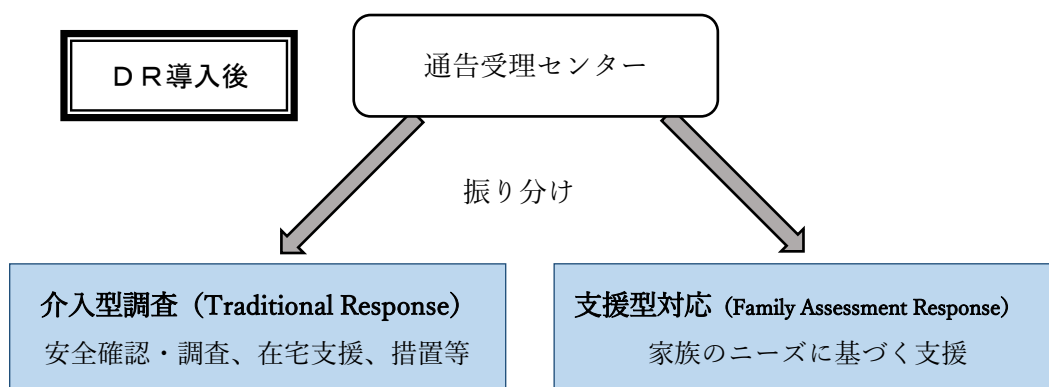 ＤＲ導入後
通告受理センター
振り分け
介入型調査（Traditional Response）
安全確認・調査、在宅支援、措置等
支援型対応（Family Assessment Response）
家族のニーズに基づく支援